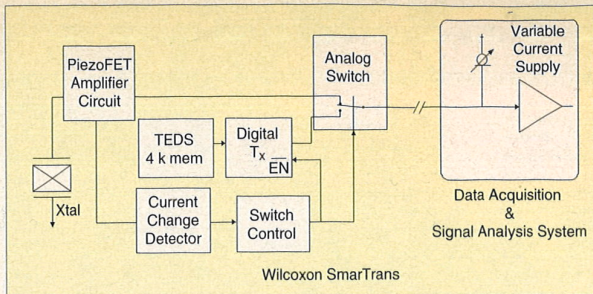 PiezoFET
Amplifier
Circuit
Analog
Switch
Variable
Current
Supply
TEDS
4 k mem
Digital
Tx
EN
Xtal
Current
Change
Detector
Switch
Control
Data Acquisition
&
Signal Analysis System
Wilcoxon SmarTrans